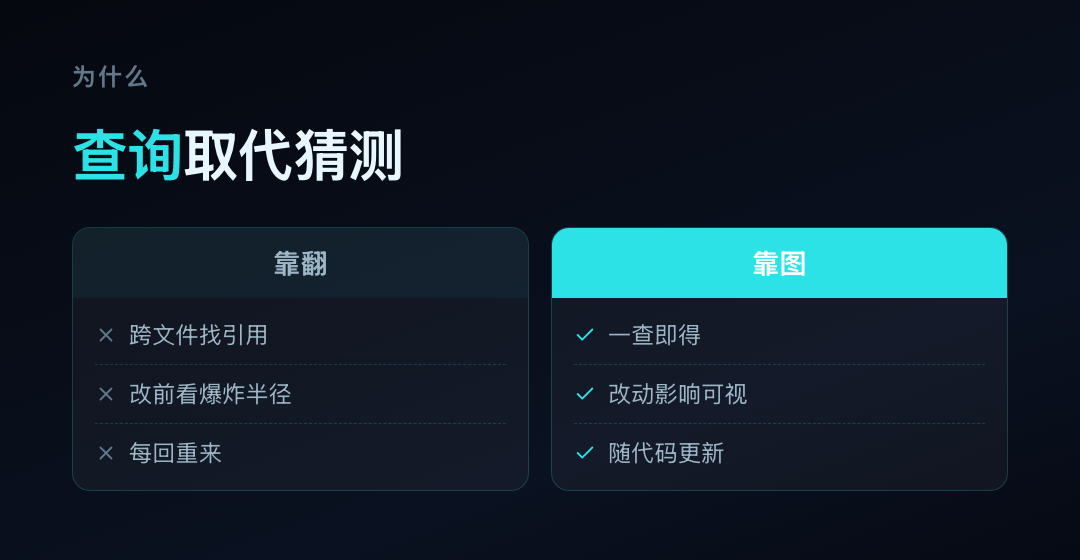 为什么
查询取代猜测
靠翻
跨文件找引用
改前看爆炸半径
每回重来
靠图
一查即得
改动影响可视
随代码更新